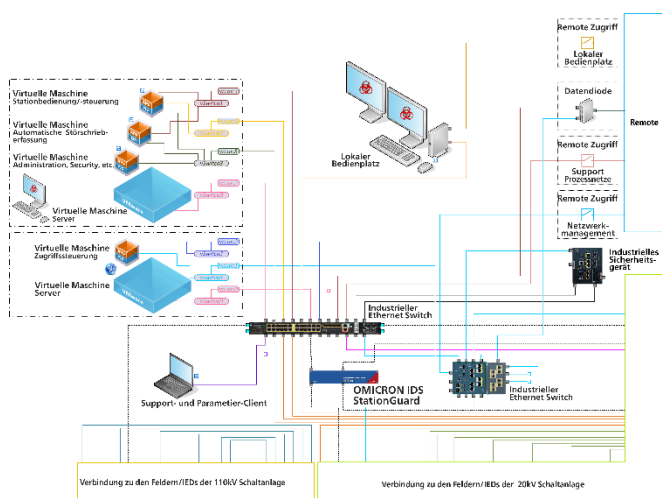 Virtuelle Maschine
Stationbedienung/-steuerung
Virtuelle Maschine
Automatische Störschrieb-
erfassung
Virtuelle Maschine
Administration, Security, etc.
Virtuelle Maschine
Server
Virtuelle Maschine
Zugriffssteuerung
Virtuelle Maschine
Server
Lokaler
Bedienplatz
Remote Zugriff
Lokaler
Bedienplatz
Datendiode
Remote
Remote Zugriff
Support
Prozessnetze
Remote Zugriff
Netzwerk-
management
Industrielles
Sicherheits-
gerät
Industrieller
Ethernet Switch
Support- und Parametier-Client
OMICRON IDS
StationGuard
Industrieller
Ethernet Switch
Verbindung zu den Feldern/IEDs der 110kV Schaltanlage
Verbindung zu den Feldern/IEDs der 20kV Schaltanlage